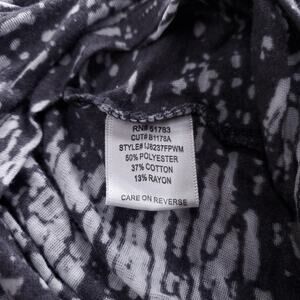 RN# 51783
CUT# B1178A
STYLE# IJ8237FPWM
50% POLYESTER
37% COTTON
13% RAYON
CARE ON REVERSE